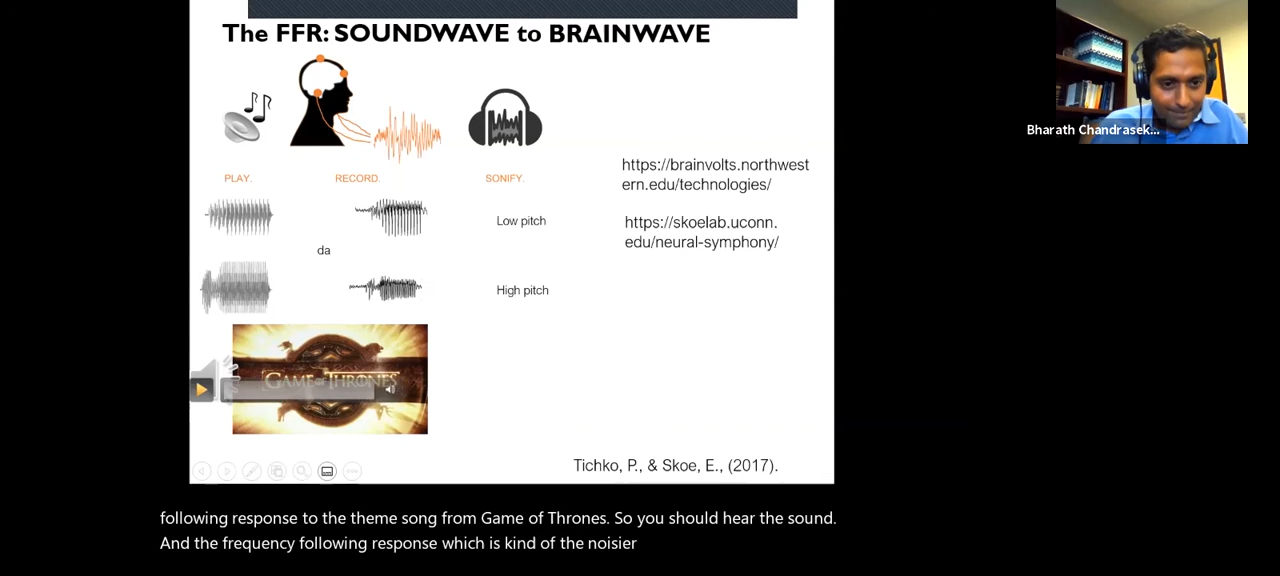 The FFR: SOUNDWAVE to BRAINWAVE
PLAY.
RECORD.
SONIFY.
https://brainvolts.northwest
ern.edu/technologies/
Low pitch
https://skoelab.uconn.
edu/neural-symphony/
da
High pitch
GAME OF THRONES
Tichko, P., & Skoe, E., (2017).
Bharath Chandrasek...
following response to the theme song from Game of Thrones. So you should hear the sound.
And the frequency following response which is kind of the noisier